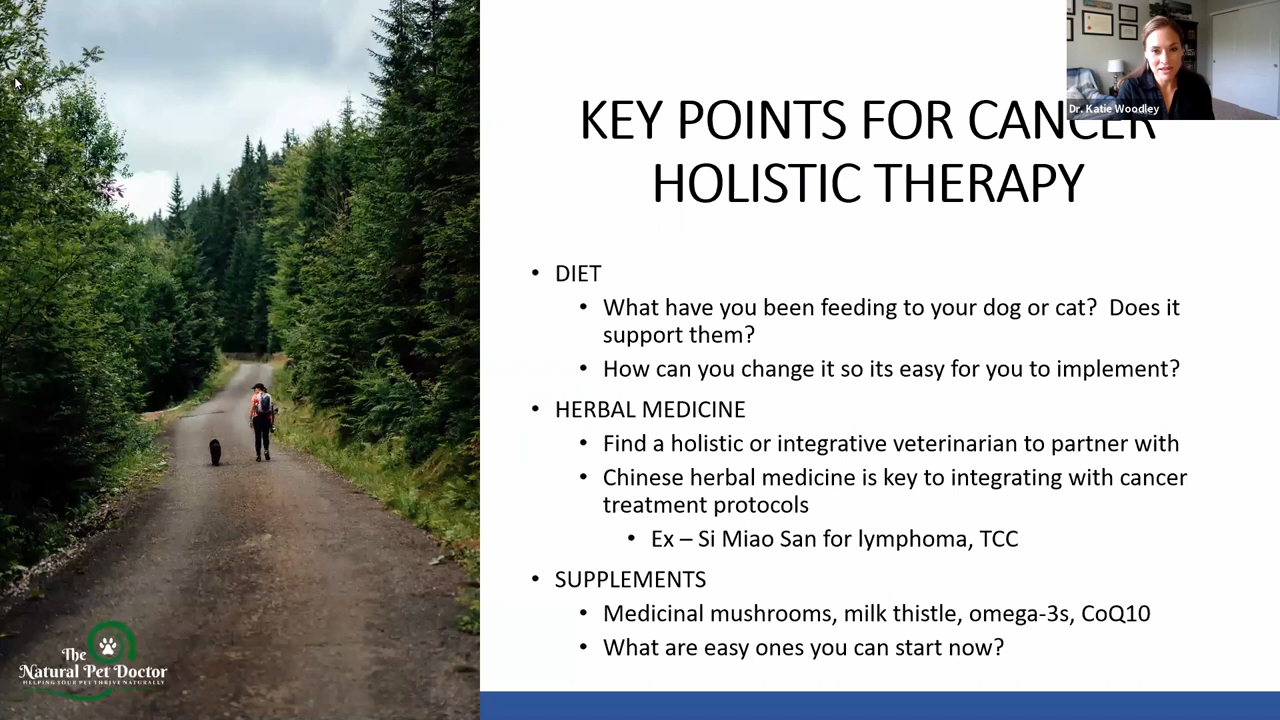 Dr. Katie Woodley
KEY POINTS FOR CANCER
HOLISTIC THERAPY
• DIET
• What have you been feeding to your dog or cat?  Does it
support them?
• How can you change it so its easy for you to implement?
• HERBAL MEDICINE
• Find a holistic or integrative veterinarian to partner with
• Chinese herbal medicine is key to integrating with cancer
treatment protocols
• Ex – Si Miao San for lymphoma, TCC
• SUPPLEMENTS
• Medicinal mushrooms, milk thistle, omega-3s, CoQ10
• What are easy ones you can start now?
The
Natural Pet Doctor
HELPING YOUR PET THRIVE NATURALLY